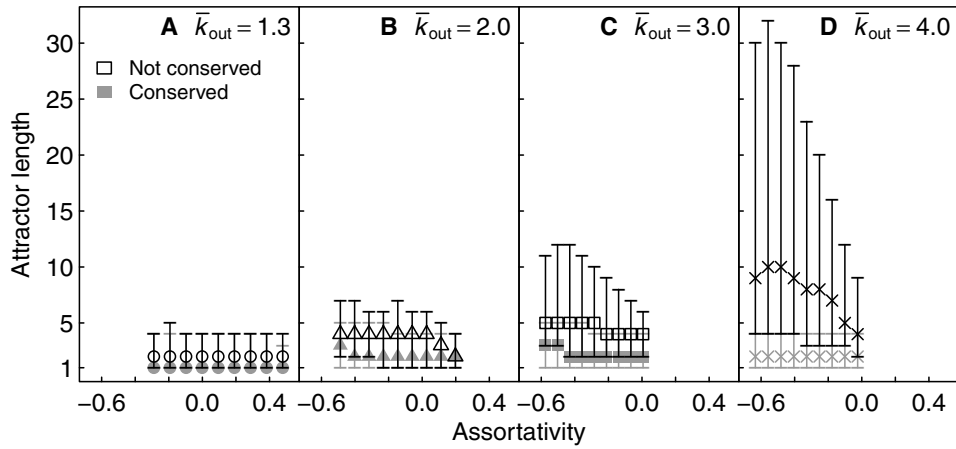 A k̄out = 1.3
B k̄out = 2.0
C k̄out = 3.0
D k̄out = 4.0
Not conserved
Conserved
Attractor length
30
25
20
15
10
5
1
−0.6 0.0 0.4
−0.6 0.0 0.4
−0.6 0.0 0.4
−0.6 0.0 0.4
Assortativity